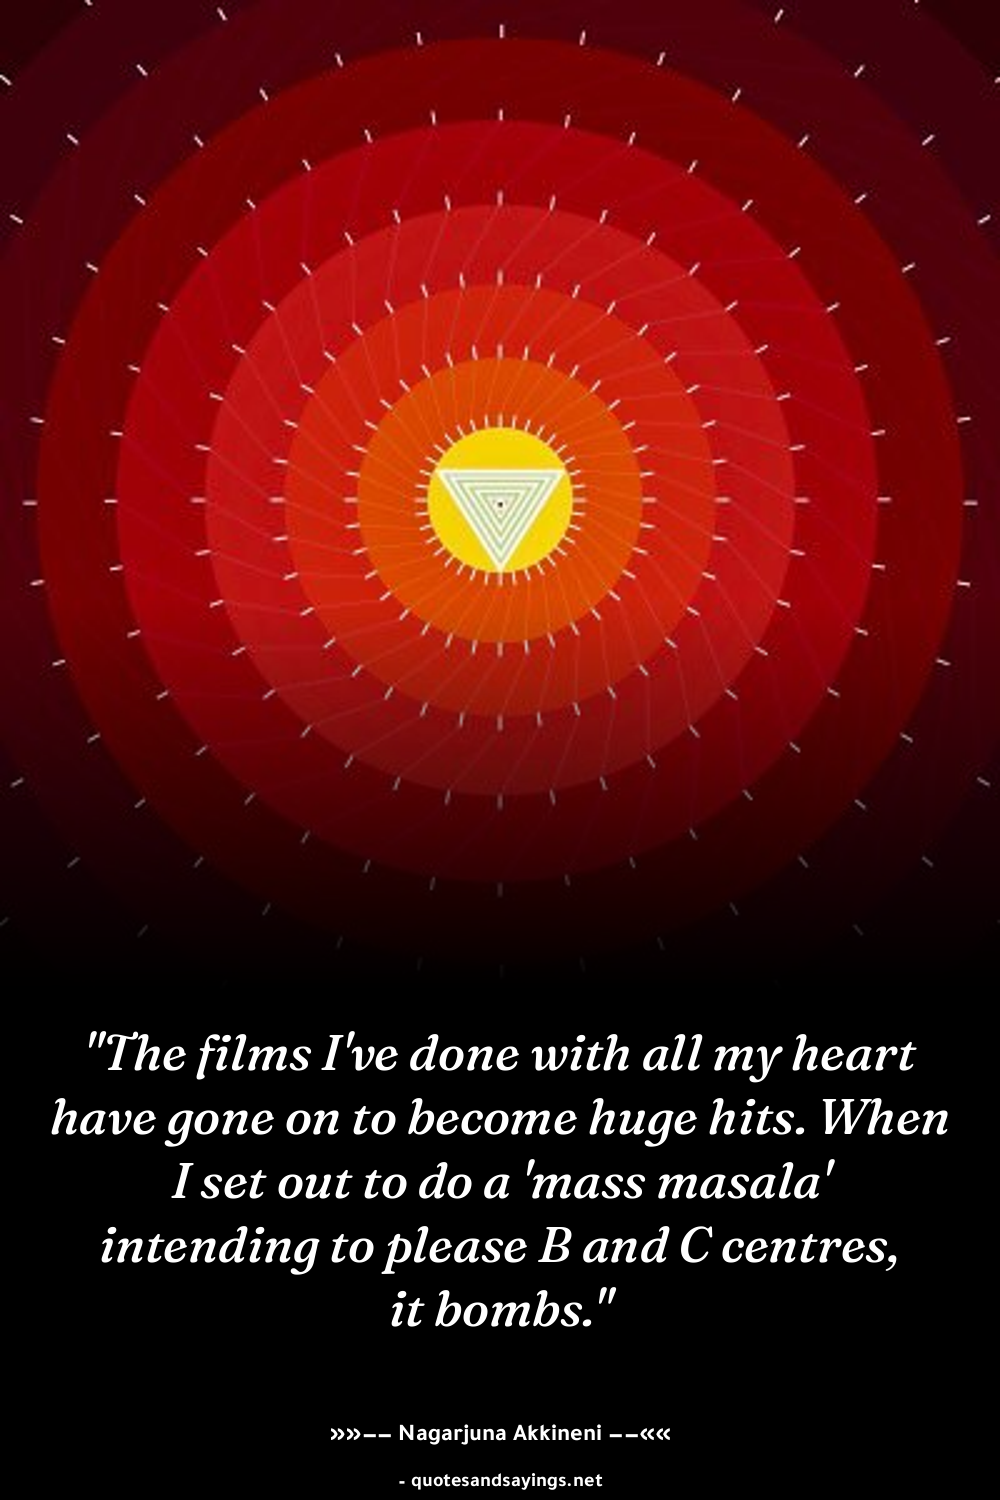 "The films I've done with all my heart
have gone on to become huge hits. When
I set out to do a 'mass masala'
intending to please B and C centres,
it bombs."
»»−− Nagarjuna Akkineni −−««
- quotesandsayings.net